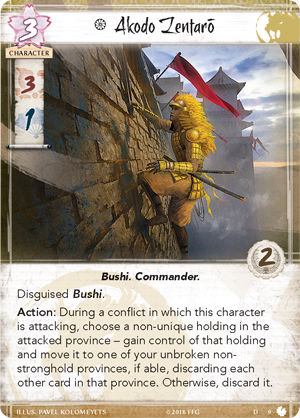 3
Akodo Zentarō
CHARACTER
3
1
2
Bushi. Commander.
Disguised Bushi.
Action: During a conflict in which this character
is attacking, choose a non-unique holding in
the attacked province – gain control of that holding
and move it to one of your unbroken non-
stronghold provinces, if able, discarding
each other card in that province. Otherwise, discard it.
ILLUS. PAVEL KOLOMEYETS
©2018 FFG
D
9